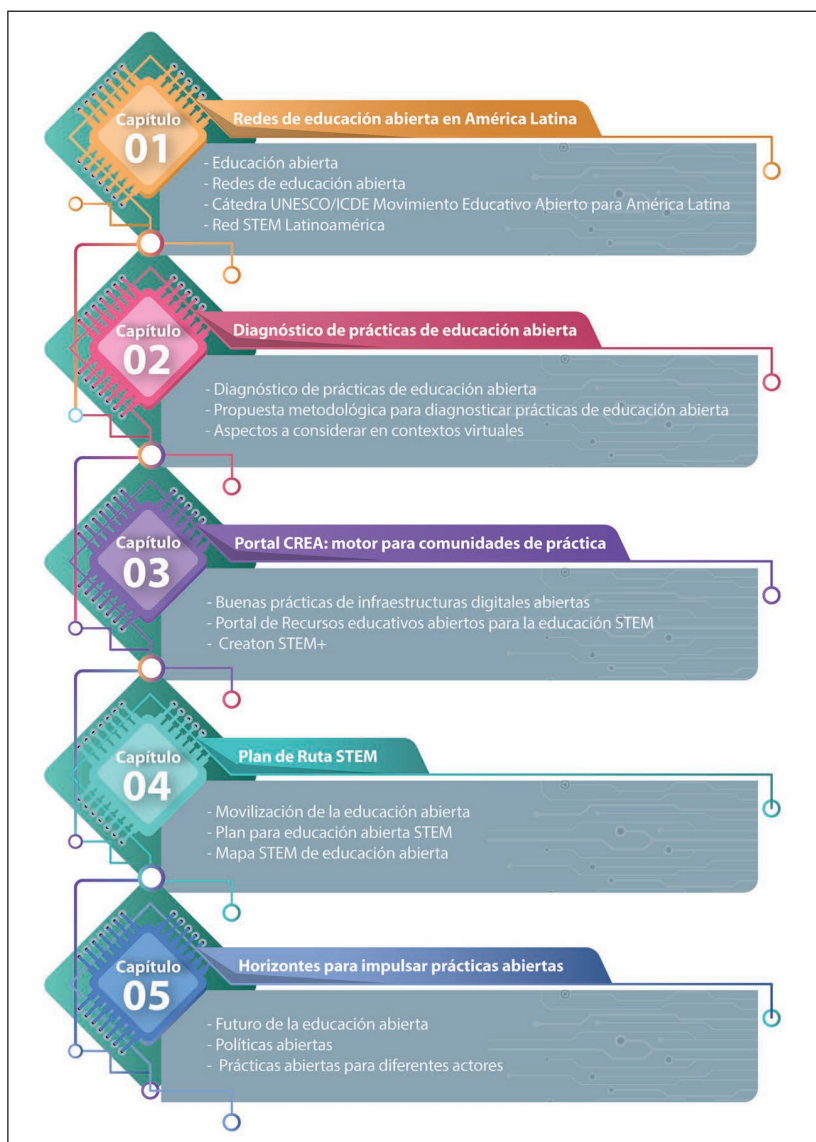 Capítulo
01
Redes de educación abierta en América Latina
- Educación abierta
- Redes de educación abierta
- Cátedra UNESCO/ICDE Movimiento Educativo Abierto para América Latina
- Red STEM Latinoamérica
Capítulo
02
Diagnóstico de prácticas de educación abierta
- Diagnóstico de prácticas de educación abierta
- Propuesta metodológica para diagnosticar prácticas de educación abierta
- Aspectos a considerar en contextos virtuales
Capítulo
03
Portal CREA: motor para comunidades de práctica
- Buenas prácticas de infraestructuras digitales abiertas
- Portal de Recursos educativos abiertos para la educación STEM
- Creaton STEM+
Capítulo
04
Plan de Ruta STEM
- Movilización de la educación abierta
- Plan para educación abierta STEM
- Mapa STEM de educación abierta
Capítulo
05
Horizontes para impulsar prácticas abiertas
- Futuro de la educación abierta
- Políticas abiertas
- Prácticas abiertas para diferentes actores